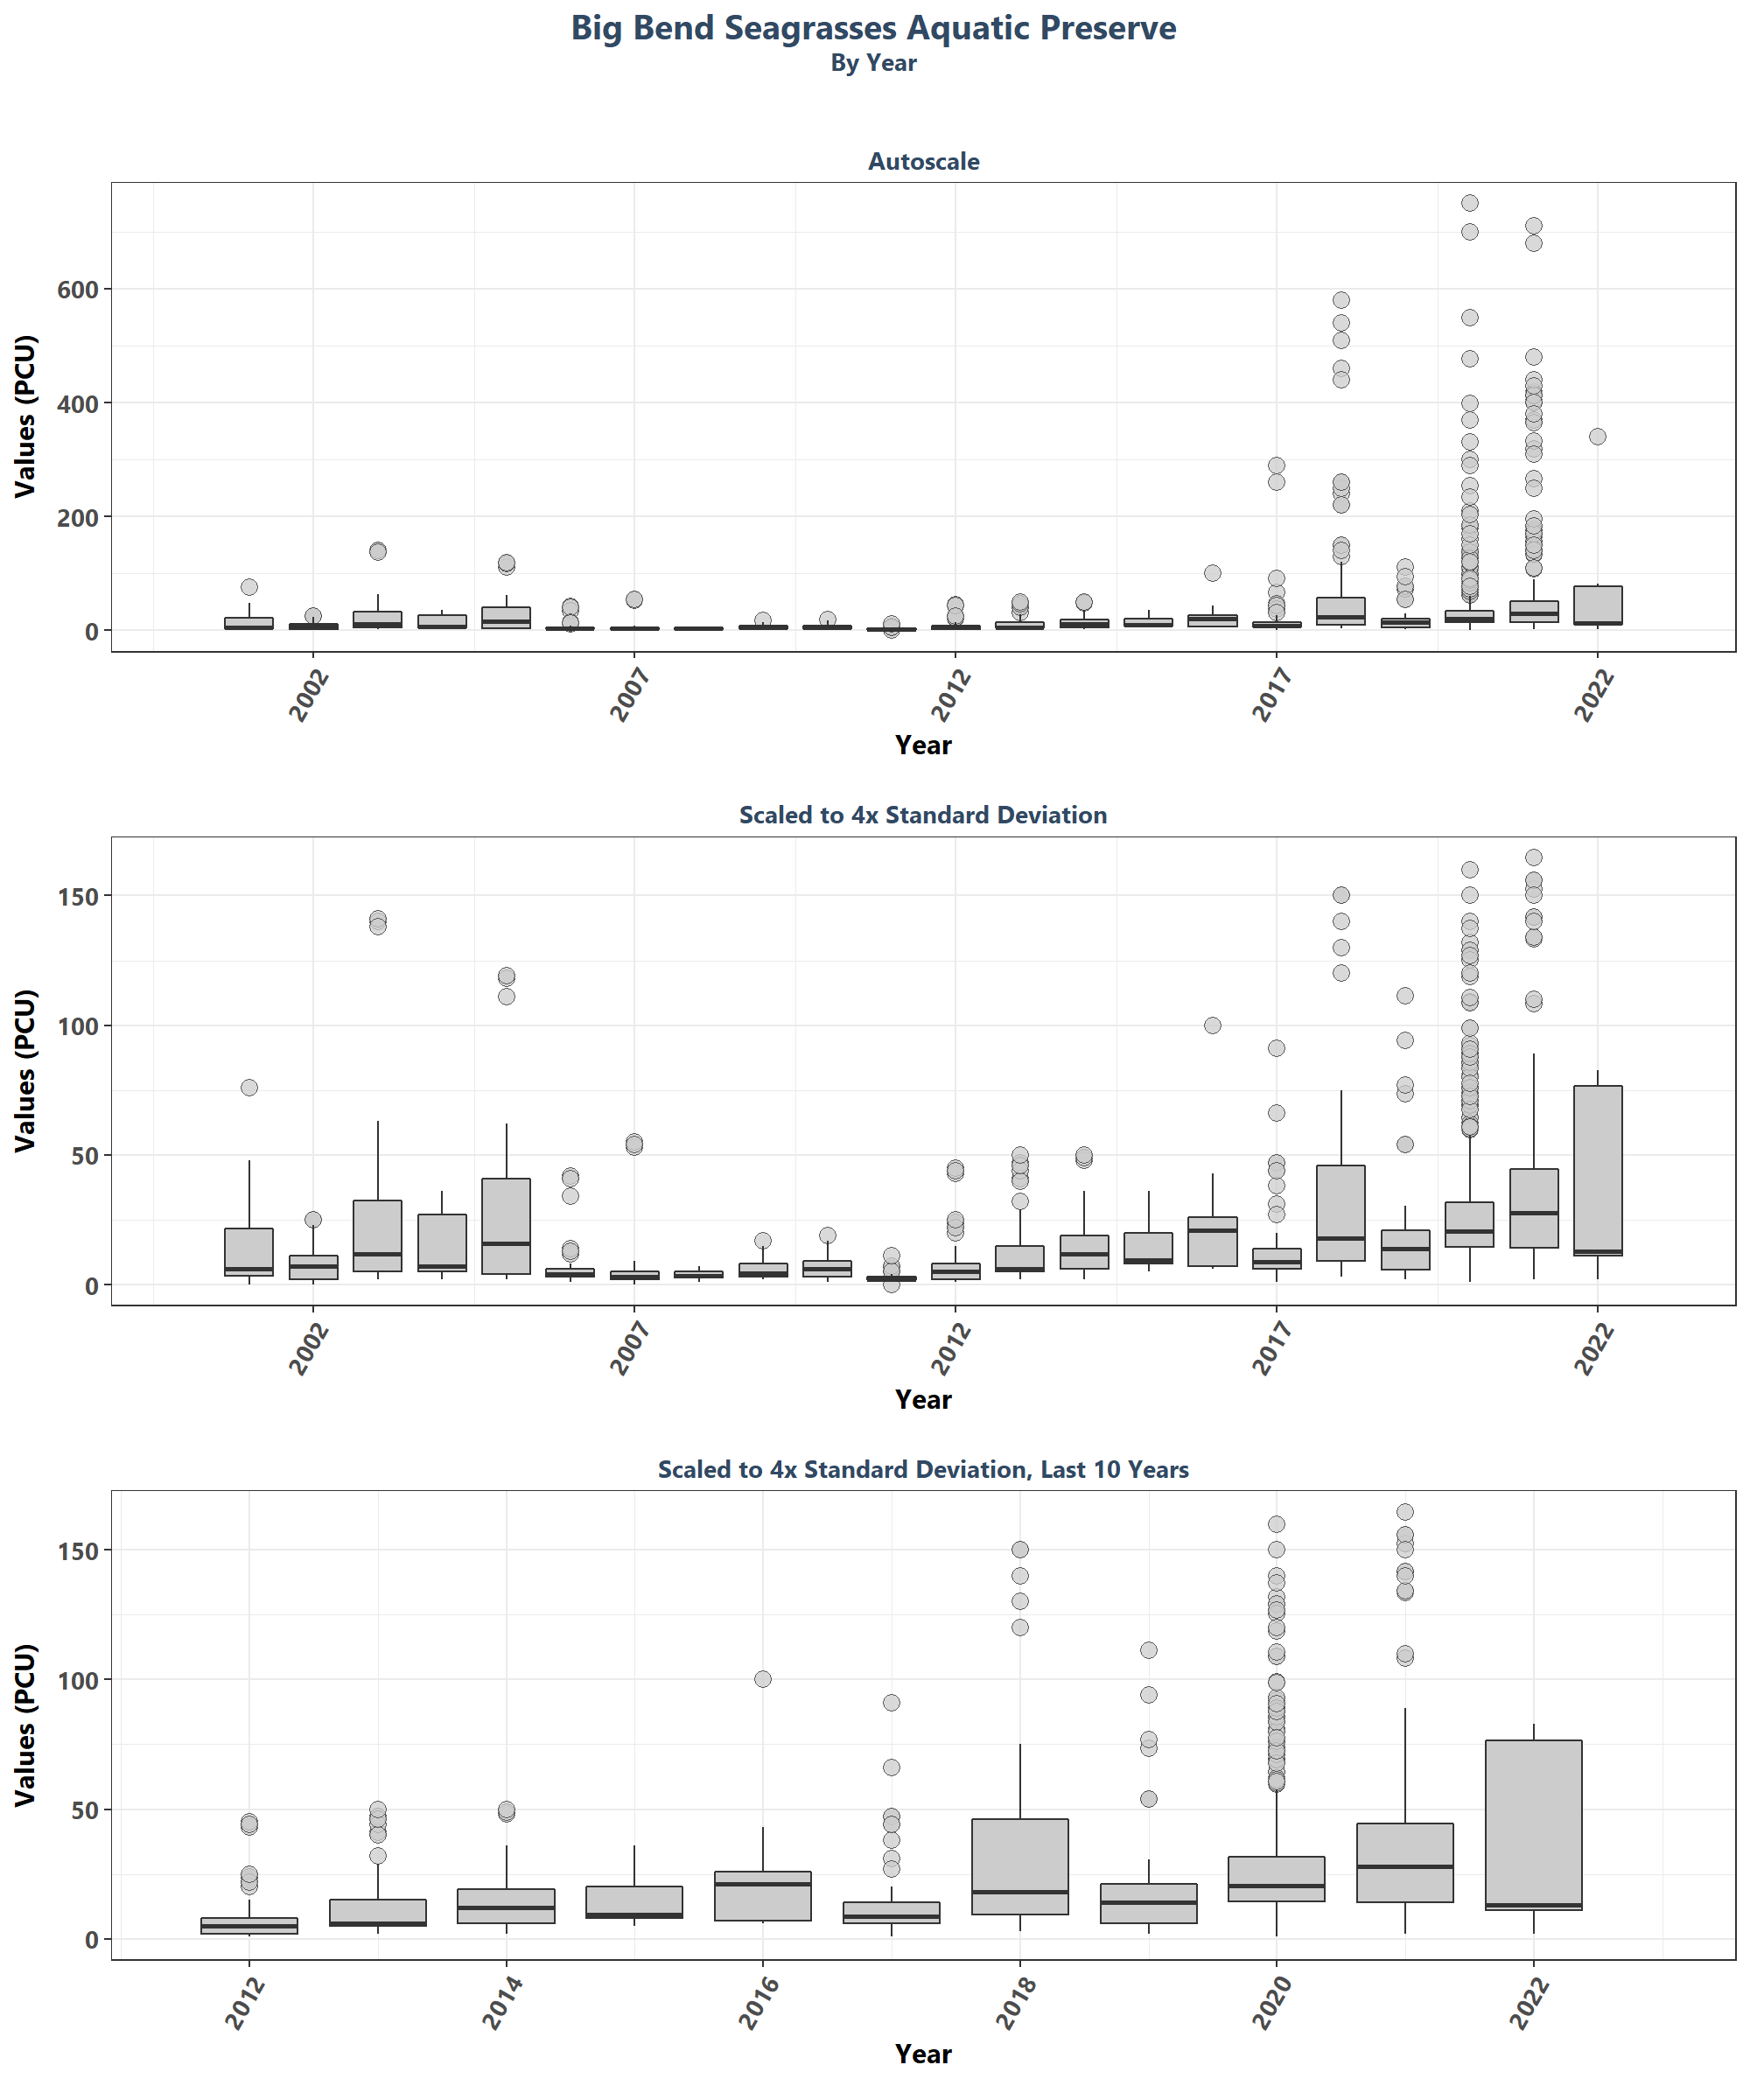 Big Bend Seagrasses Aquatic Preserve
By Year
Autoscale
Values (PCU)
600
400
200
0
2002
2007
2012
2017
2022
Year
Scaled to 4x Standard Deviation
Values (PCU)
150
100
50
0
2002
2007
2012
2017
2022
Year
Scaled to 4x Standard Deviation, Last 10 Years
Values (PCU)
150
100
50
0
2012
2014
2016
2018
2020
2022
Year